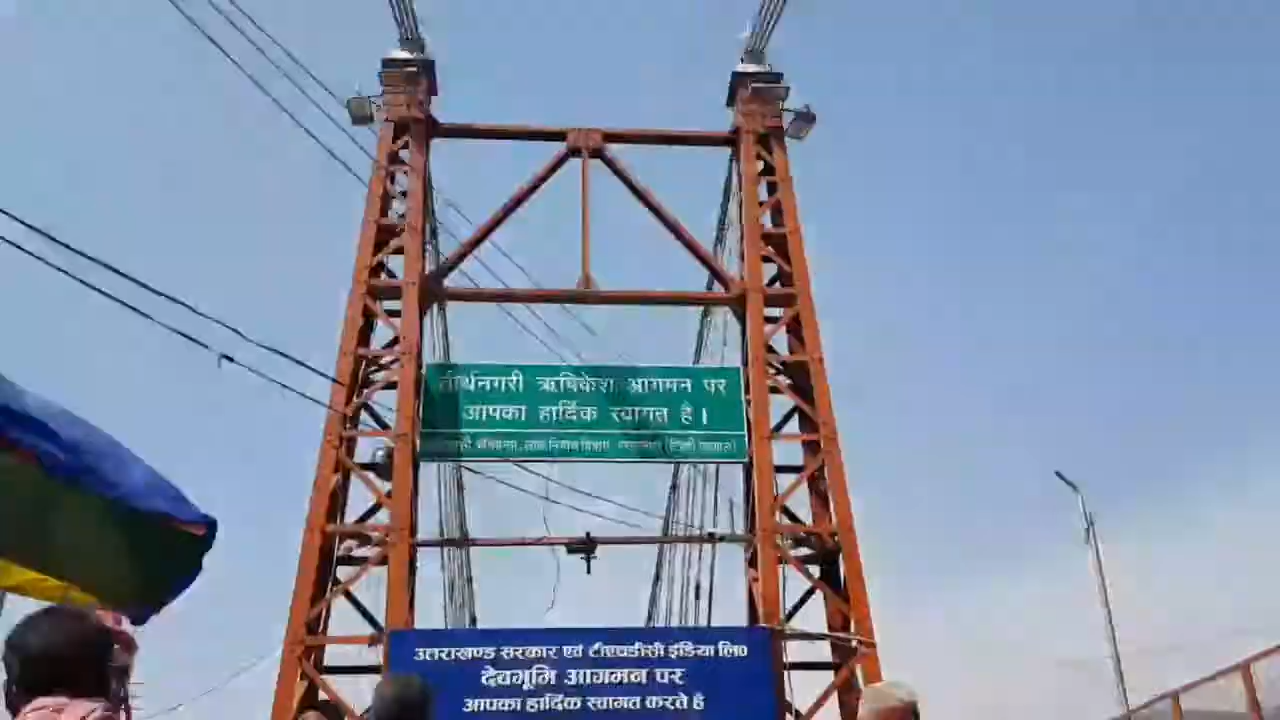 तीर्थनगरी ऋषिकेश आगमन पर
आपका हार्दिक स्वागत है।
लोक निर्माण विभाग,
उत्तराखण्ड सरकार एवं टीएचडीसी इंडिया लि०
देवभूमि आगमन पर
आपका हार्दिक स्वागत करते है